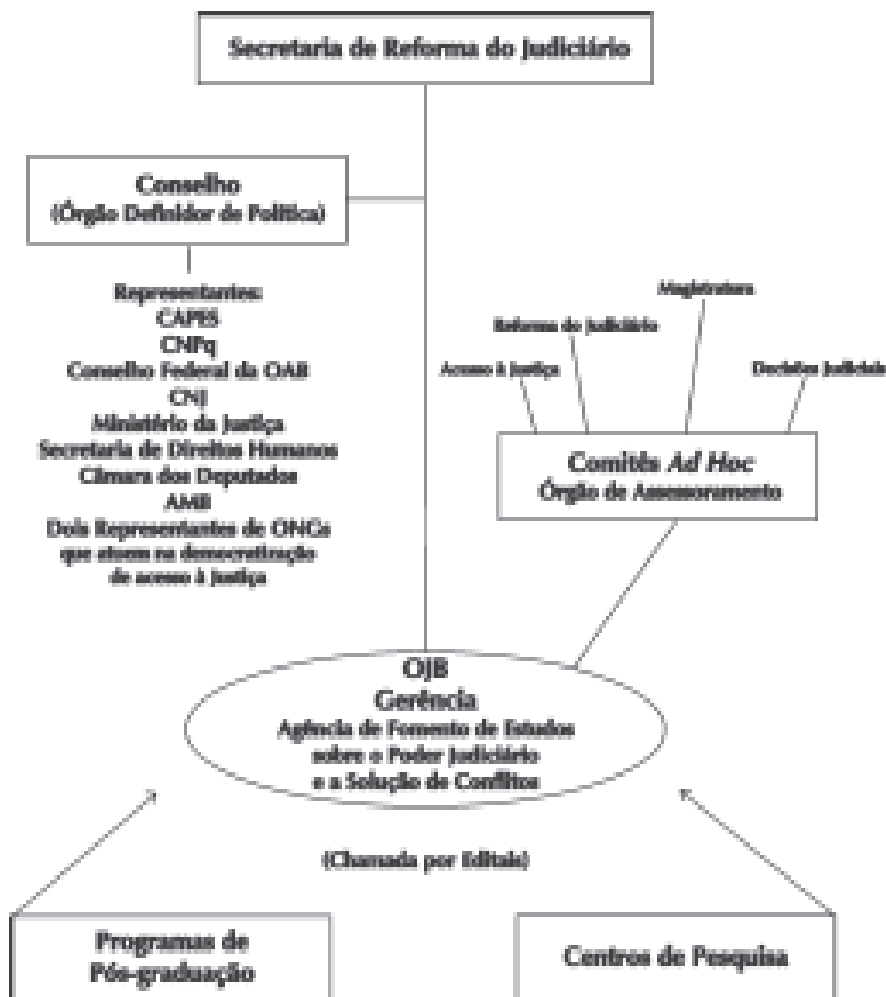 Secretaria de Reforma do Judiciário
Conselho
(Órgão Definidor de Política)
Representantes:
CAPES
CNPq
Conselho Federal da OAB
CNJ
Ministério da Justiça
Secretaria de Direitos Humanos
Câmara dos Deputados
AMB
Dois Representantes de ONGs
que atuem na democratização
de acesso à Justiça
Magistratura
Reforma do Judiciário
Acesso à Justiça
Decisões Judiciais
Comitês Ad Hoc
Órgão de Assessoramento
OJB
Gerência
Agência de Fomento de Estudos
sobre o Poder Judiciário
e a Solução de Conflitos
(Chamada por Editais)
Programas de
Pós-graduação
Centros de Pesquisa